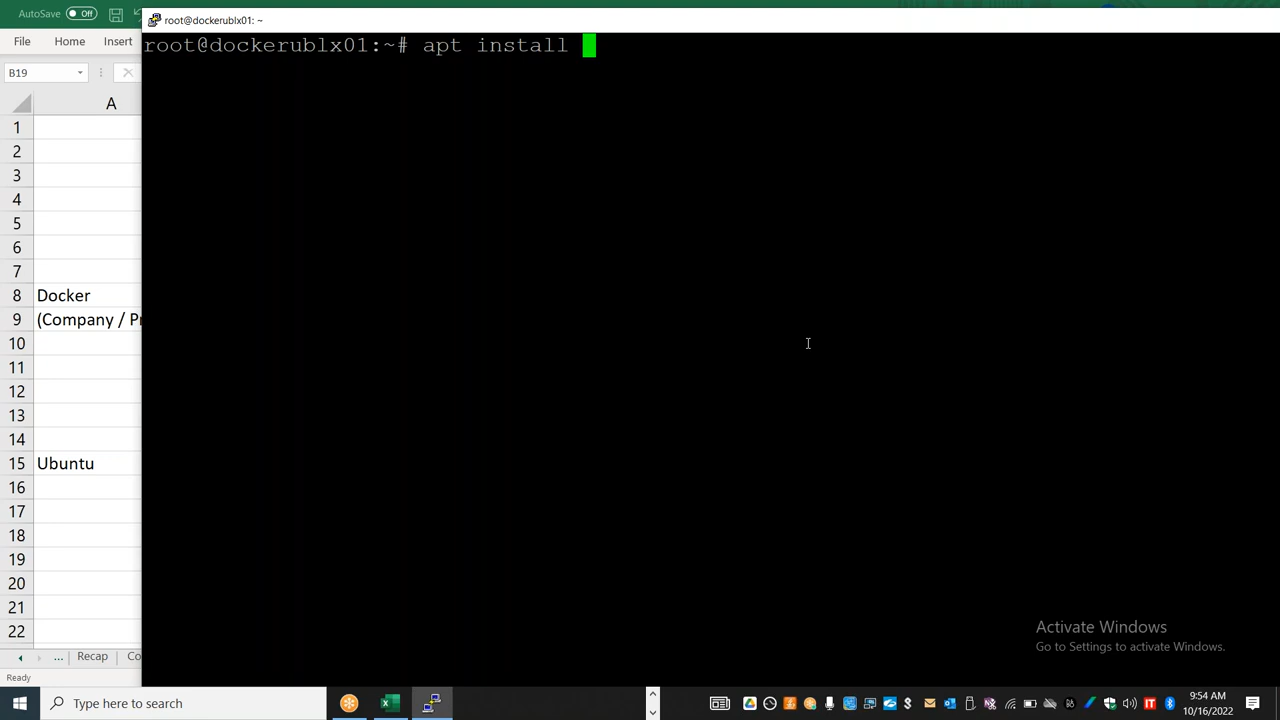 AutoSave Off
root@dockerublx01: ~
File Home Insert
root@dockerublx01:~# apt install
B19
A
1
2
3
4
5
6
7
8 Docker
9 (Company / Pr
10
11
12
13
14
15 Ubuntu
16
17
18
19
20
21
22
Activate Windows
Go to Settings to activate Windows.
... Recap Co
Ready
Type here to search
9:54 AM
10/16/2022